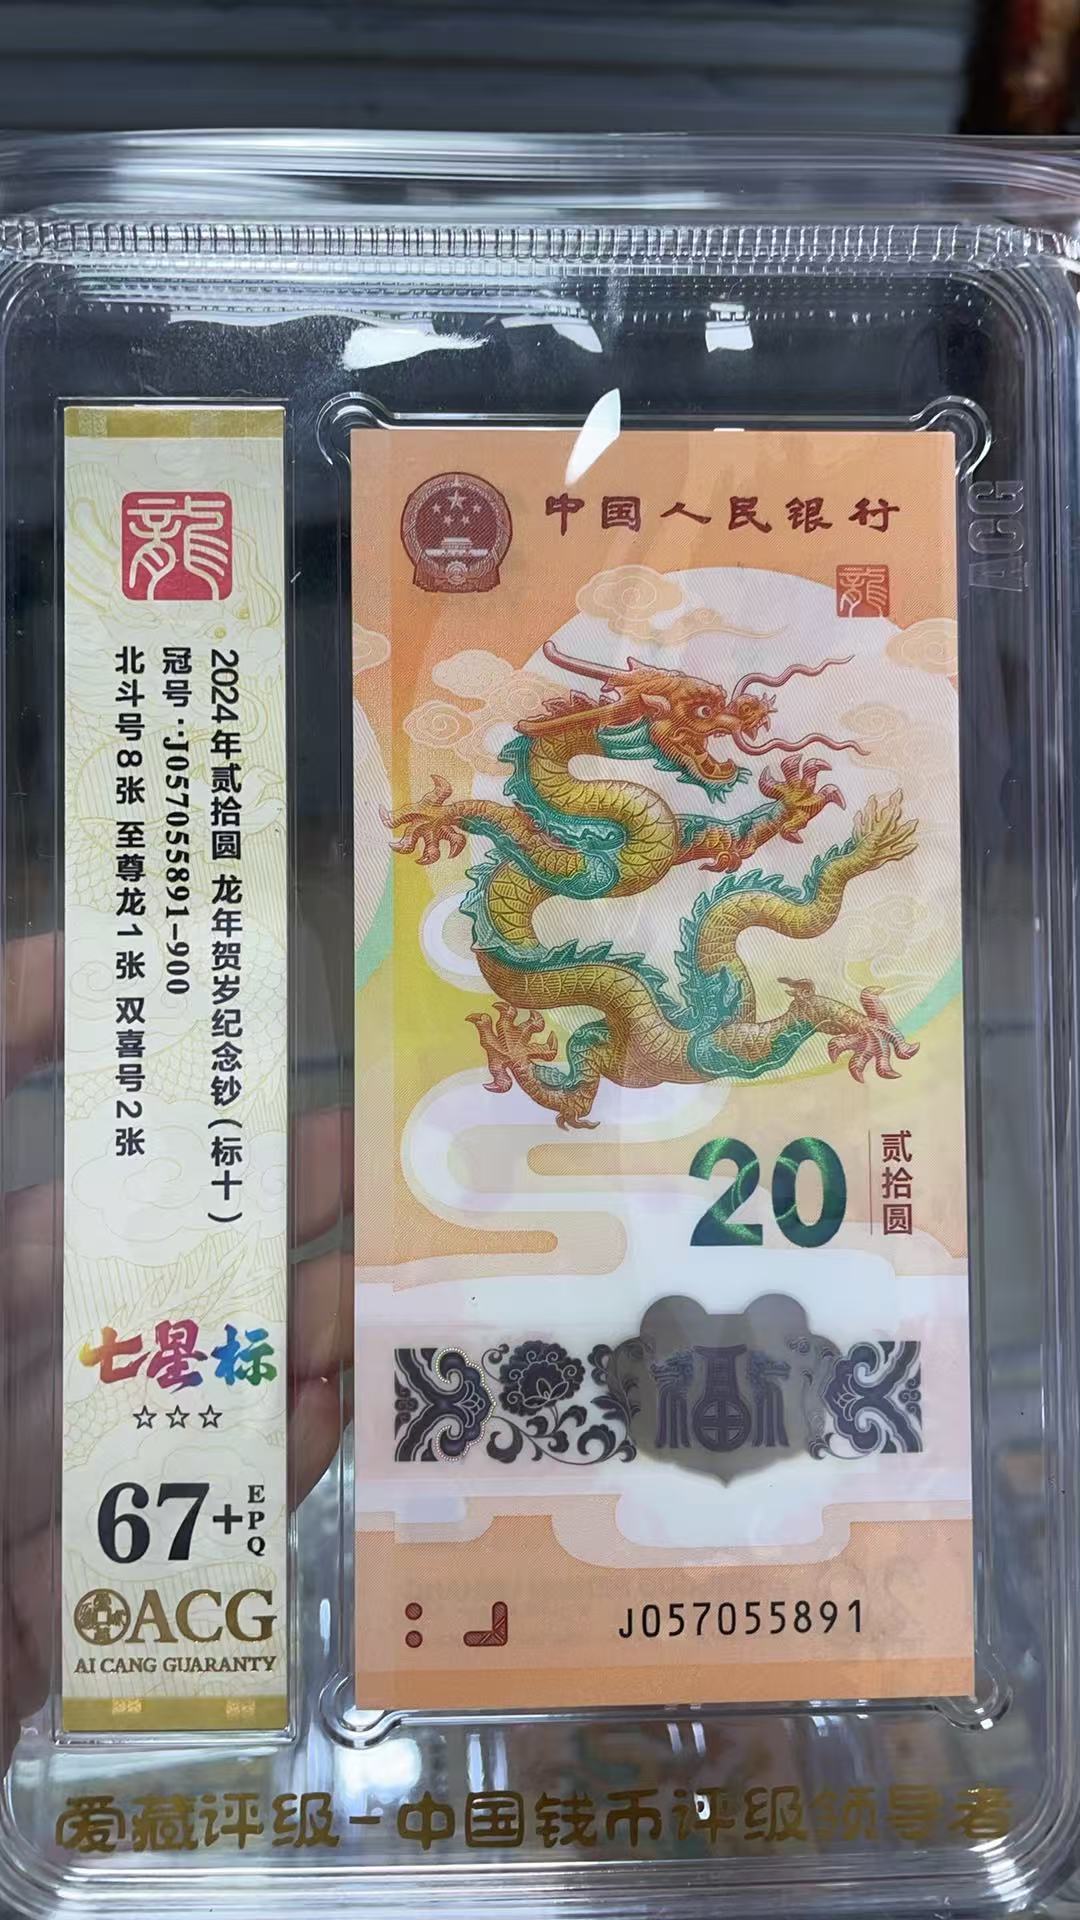 龍
2024年贰拾圆 龙年贺岁纪念钞(标十)
冠号:J057055891-900
北斗号8张 至尊龙1张 双喜号2张
七星标
☆☆☆
67+ EPQ
ACG
AI CANG GUARANTY
中国人民银行
龍
20 贰拾圆
福
J057055891
ACG
爱藏评级-中国钱币评级领导者